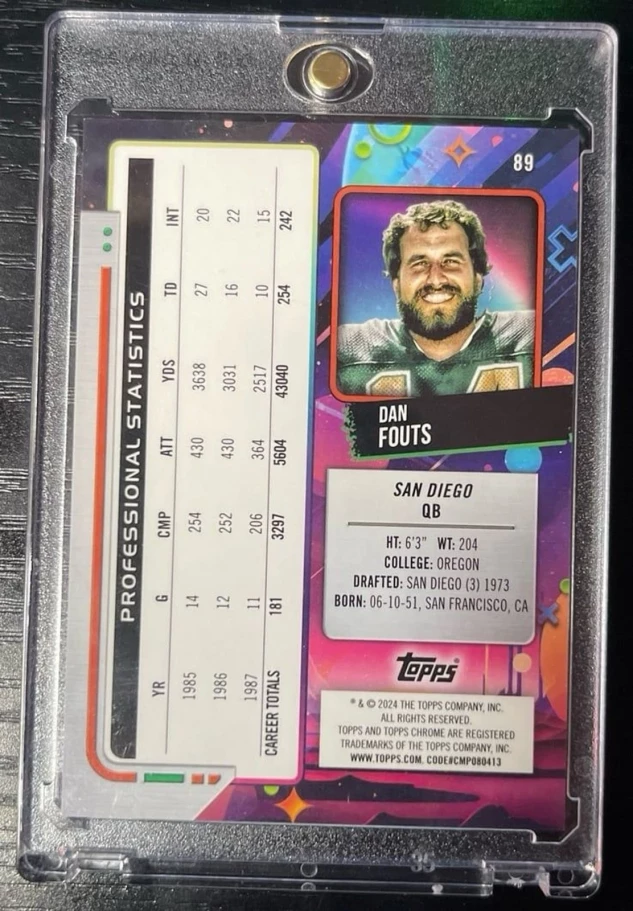 89
DAN
FOUTS
SAN DIEGO
QB
HT: 6'3" WT: 204
COLLEGE: OREGON
DRAFTED: SAN DIEGO (3) 1973
BORN: 06-10-51, SAN FRANCISCO, CA
topps®
® & © 2024 THE TOPPS COMPANY, INC.
ALL RIGHTS RESERVED.
TOPPS AND TOPPS CHROME ARE REGISTERED
TRADEMARKS OF THE TOPPS COMPANY, INC.
WWW.TOPPS.COM. CODE#CMP080413
PROFESSIONAL STATISTICS
YR G CMP ATT YDS TD INT
1985 14 254 430 3638 27 20
1986 12 252 430 3031 16 22
1987 11 206 364 2517 10 15
CAREER TOTALS 181 3297 5604 43040 254 242